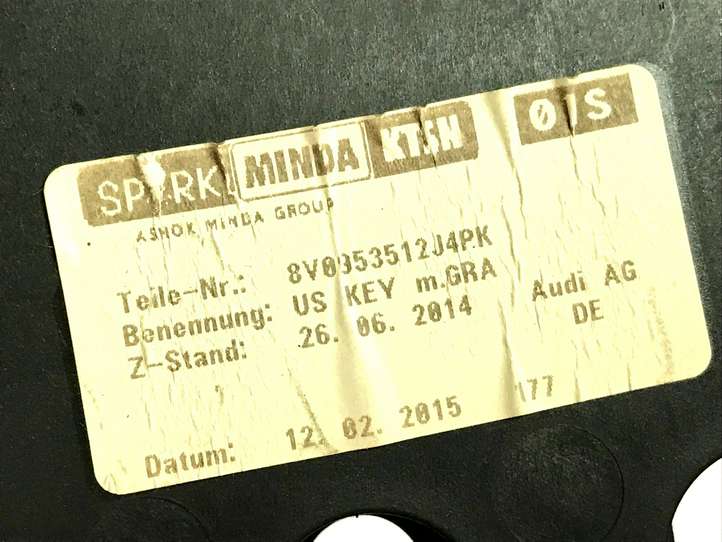 SPARK MINDA KTSN 0/S
ASHOK MINDA GROUP
Teile-Nr.: 8V0953512J4PK
Benennung: US KEY m.GRA Audi AG
Z-Stand: 26. 06. 2014 DE
Datum: 12. 02. 2015 177